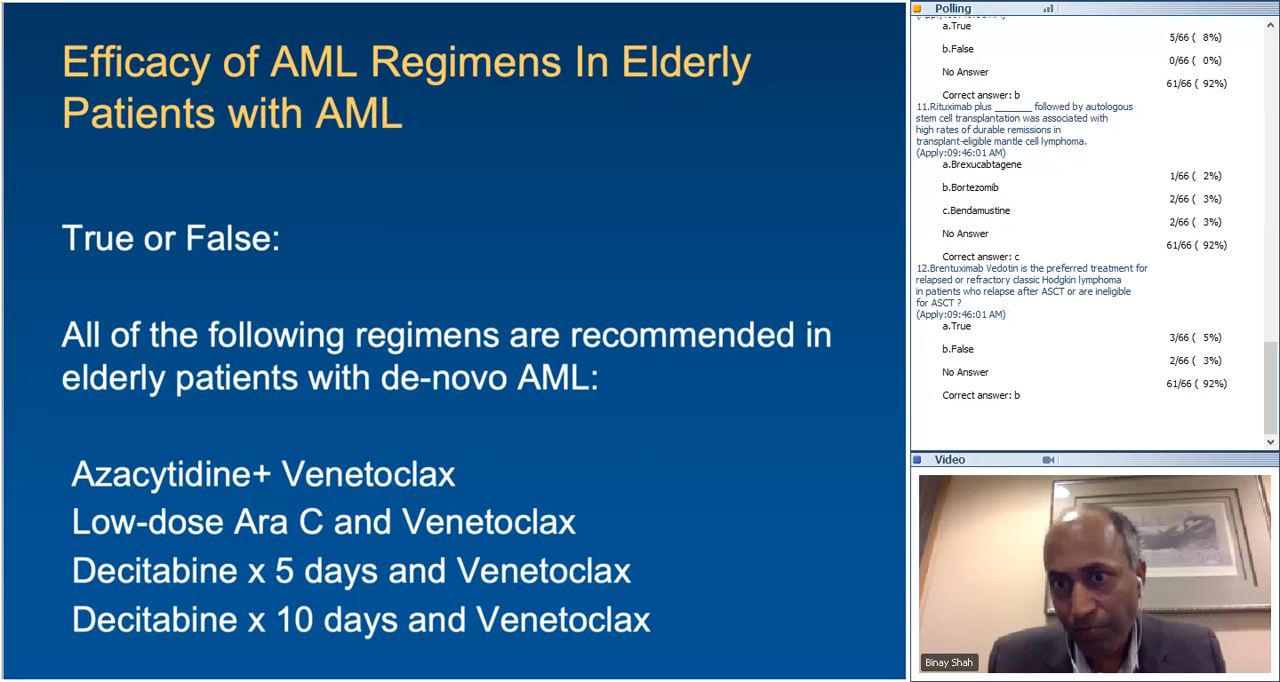 Efficacy of AML Regimens In Elderly
Patients with AML
True or False:
All of the following regimens are recommended in
elderly patients with de-novo AML:
Azacytidine+ Venetoclax
Low-dose Ara C and Venetoclax
Decitabine x 5 days and Venetoclax
Decitabine x 10 days and Venetoclax
Polling
a.True
5/66 ( 8%)
b.False
0/66 ( 0%)
No Answer
61/66 ( 92%)
Correct answer: b
11.Rituximab plus _______ followed by autologous
stem cell transplantation was associated with
high rates of durable remissions in
transplant-eligible mantle cell lymphoma.
(Apply:09:46:01 AM)
a.Brexucabtagene
1/66 ( 2%)
b.Bortezomib
2/66 ( 3%)
c.Bendamustine
2/66 ( 3%)
No Answer
61/66 ( 92%)
Correct answer: c
12.Brentuximab Vedotin is the preferred treatment for
relapsed or refractory classic Hodgkin lymphoma
in patients who relapse after ASCT or are ineligible
for ASCT ?
(Apply:09:46:01 AM)
a.True
3/66 ( 5%)
b.False
2/66 ( 3%)
No Answer
61/66 ( 92%)
Correct answer: b
Video
Binay Shah